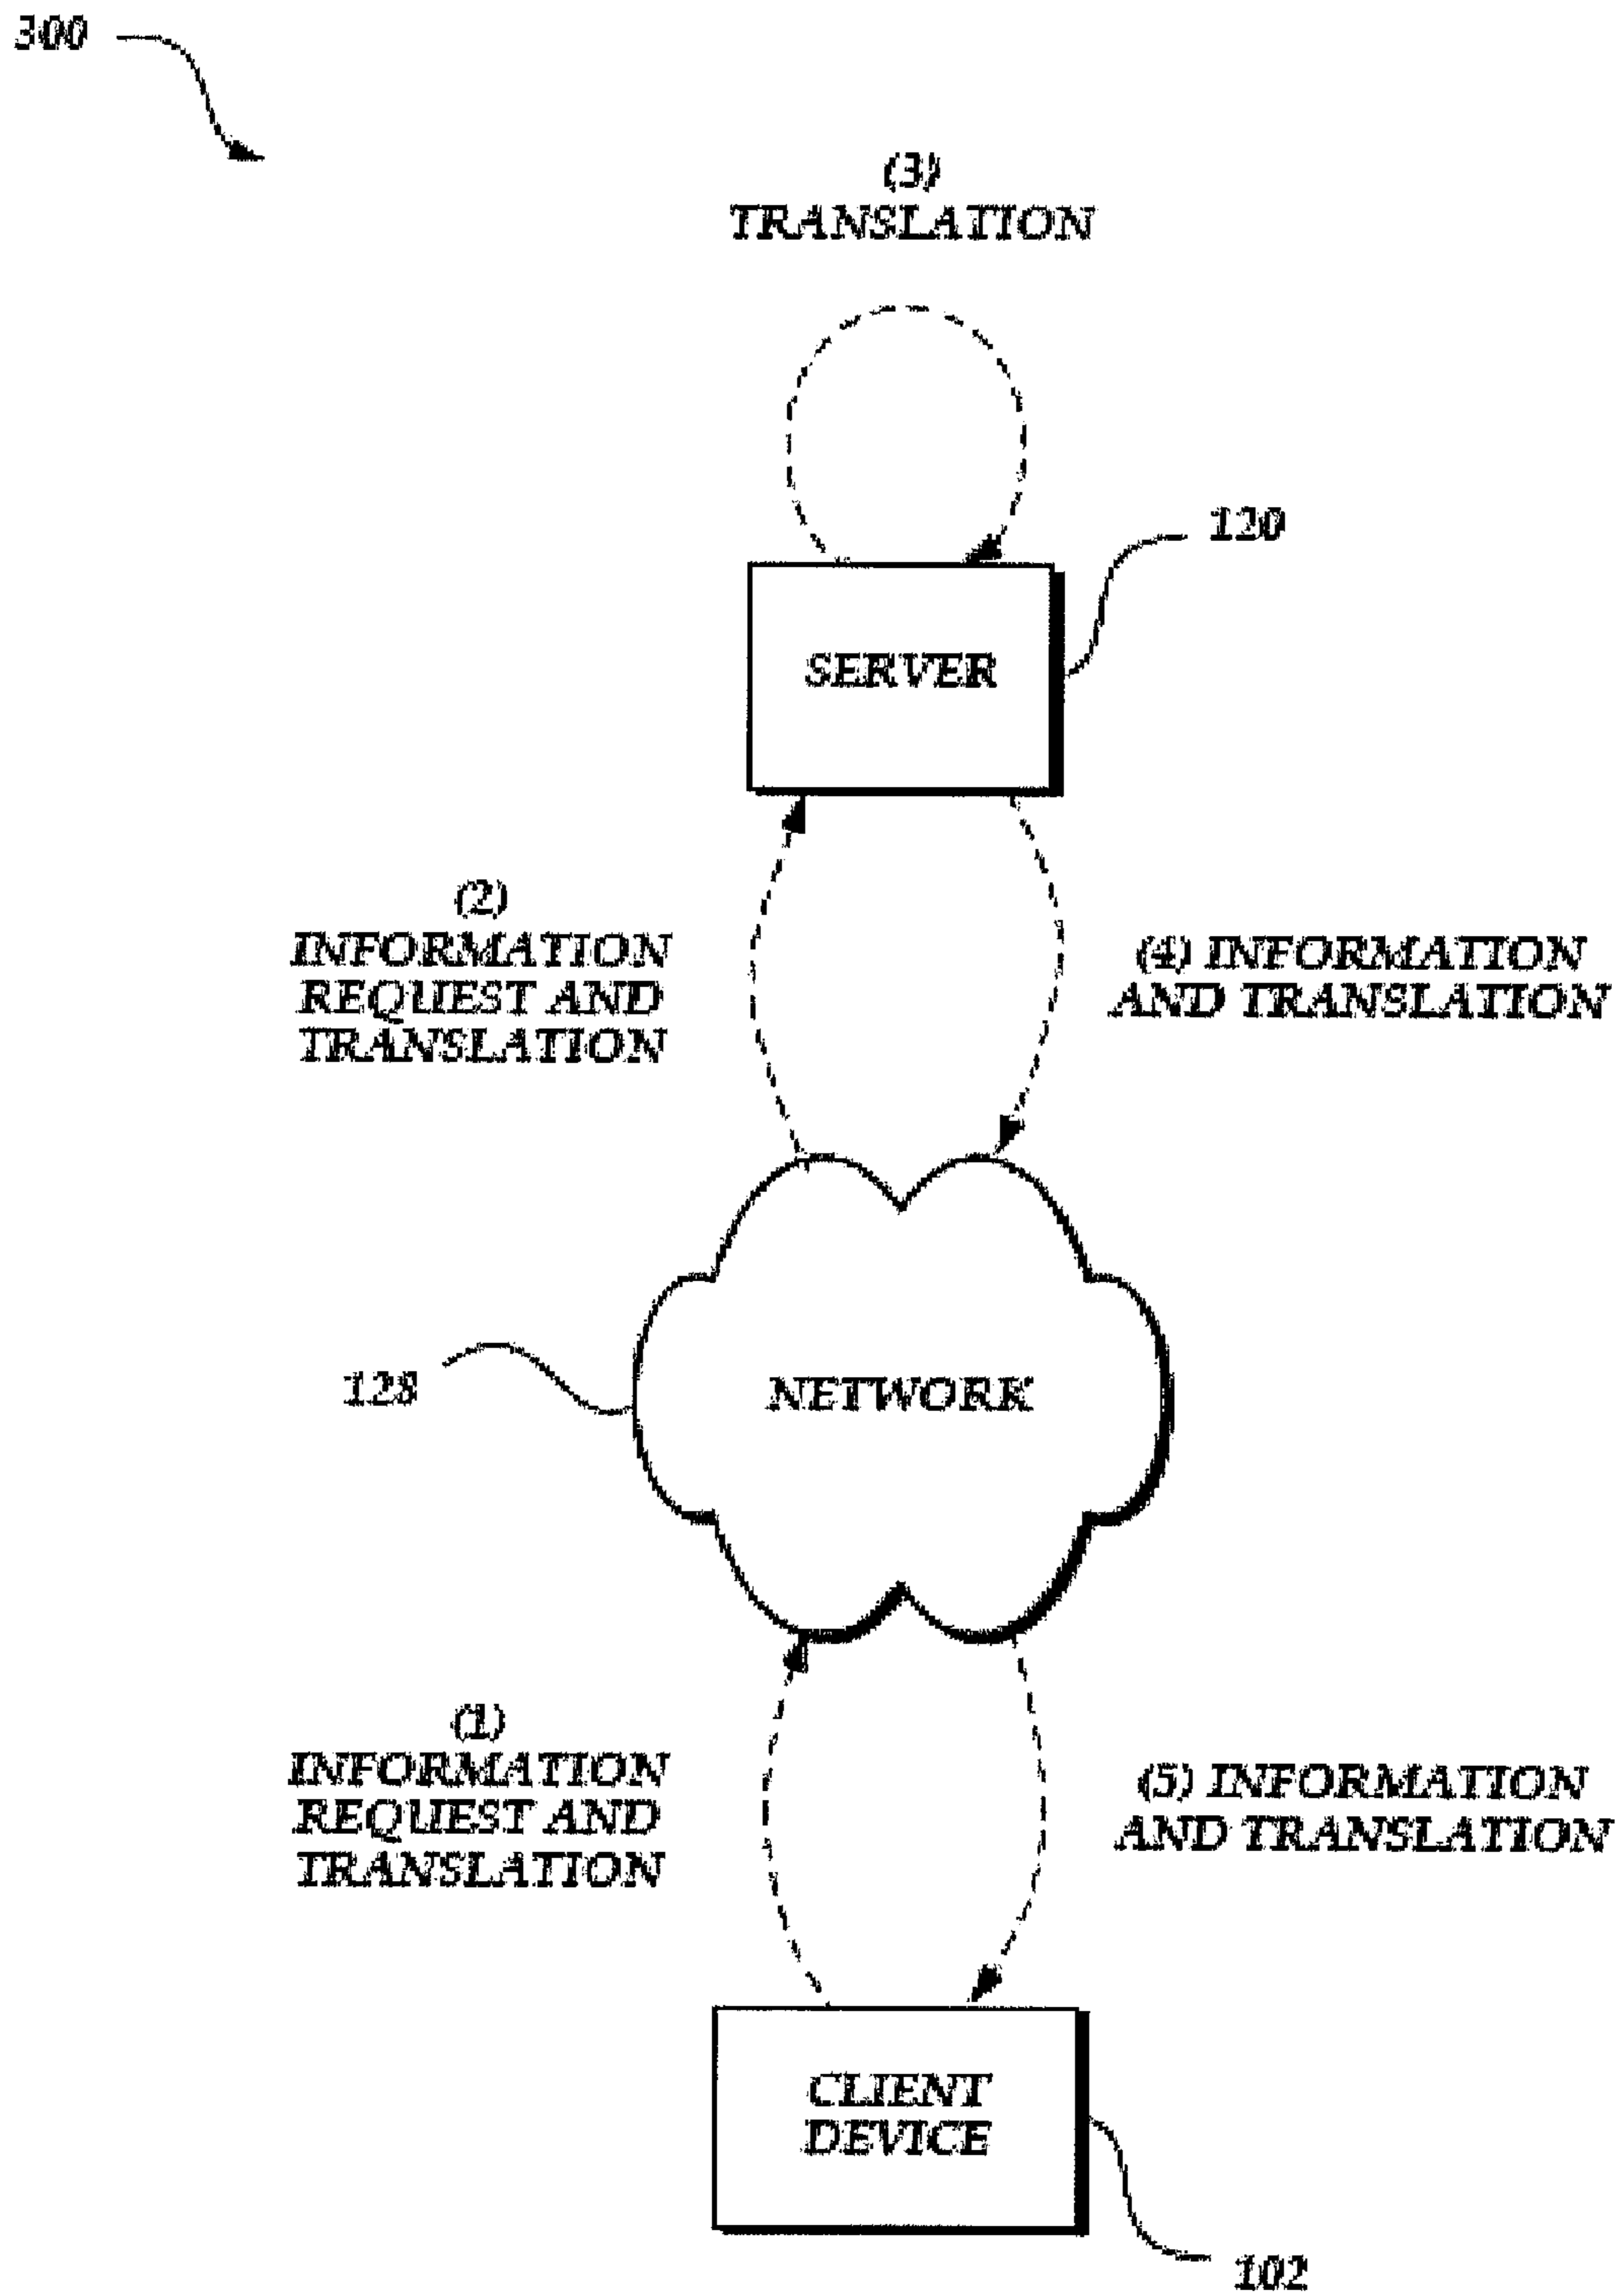 300
(3)
TRANSLATION
120
SERVER
(2)
INFORMATION
REQUEST AND
TRANSLATION
(4) INFORMATION
AND TRANSLATION
128
NETWORK
(1)
INFORMATION
REQUEST AND
TRANSLATION
(5) INFORMATION
AND TRANSLATION
CLIENT
DEVICE
102